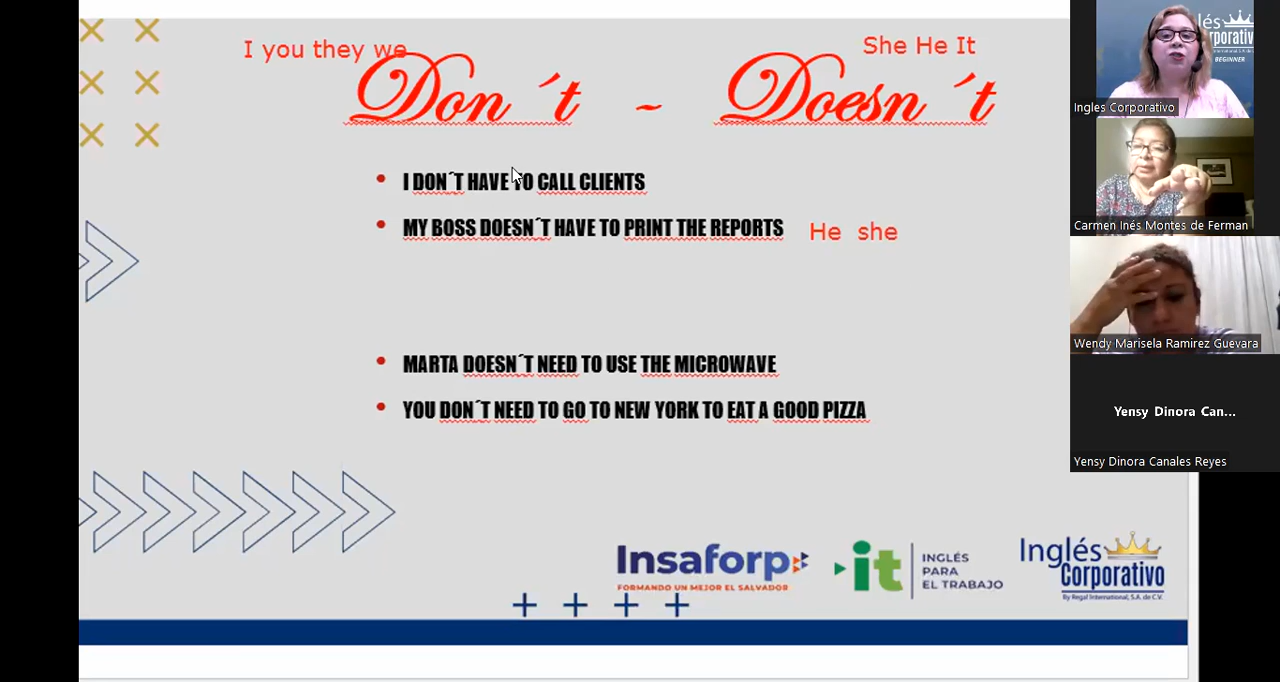 I you they we
She He It
Don´t - Doesn´t
I DON´T HAVE TO CALL CLIENTS
MY BOSS DOESN´T HAVE TO PRINT THE REPORTS
He she
MARTA DOESN´T NEED TO USE THE MICROWAVE
YOU DON´T NEED TO GO TO NEW YORK TO EAT A GOOD PIZZA
Insaforp
FORMANDO UN MEJOR EL SALVADOR
it
INGLÉS
PARA
EL TRABAJO
Inglés
Corporativo
By Regal International, S.A. de C.V.
BEGINNER
Ingles Corporativo
Carmen Inés Montes de Ferman
Wendy Marisela Ramirez Guevara
Yensy Dinora Can...
Yensy Dinora Canales Reyes